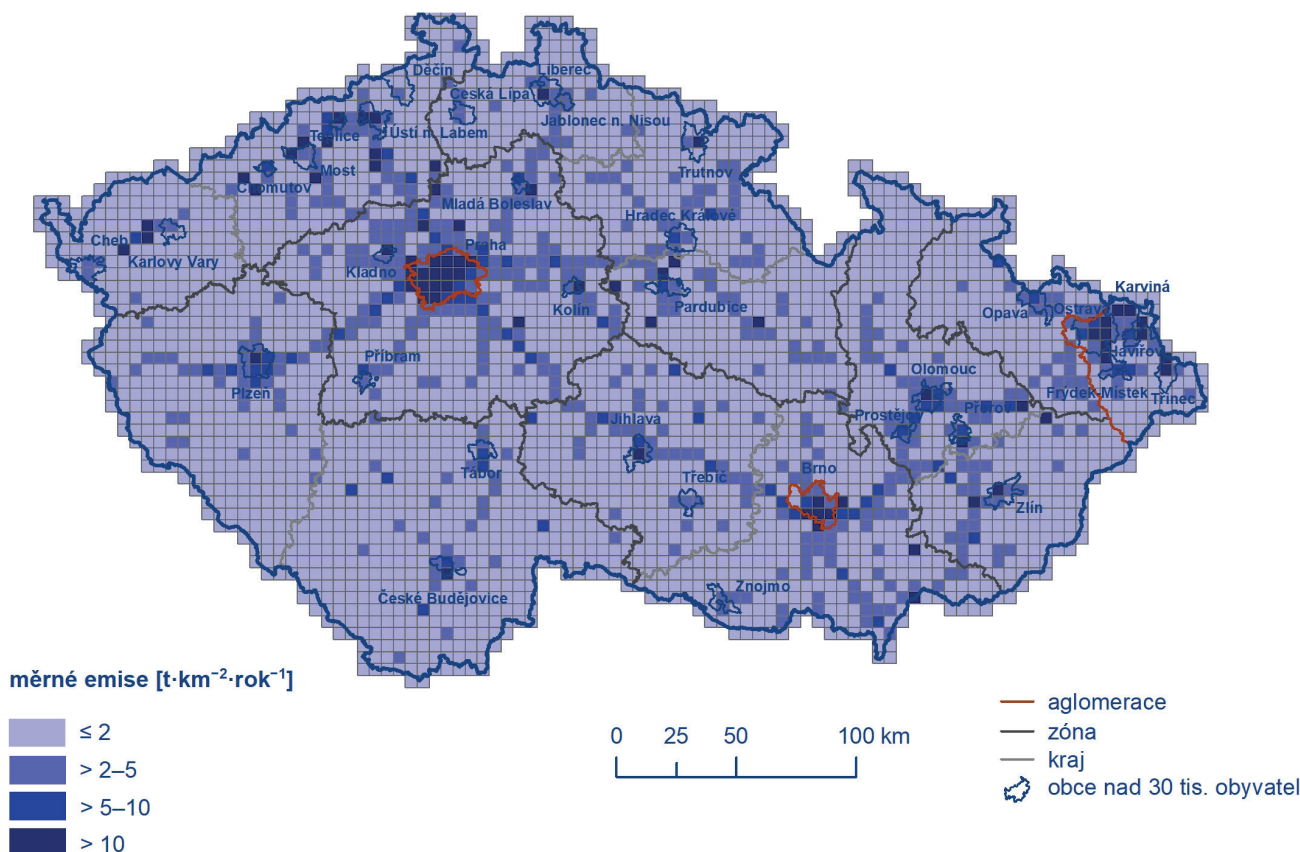 Děčín
Liberec
Česká Lípa
Jablonec n. Nisou
Teplice
Ústí n. Labem
Most
Chomutov
Trutnov
Mladá Boleslav
Hradec Králové
Cheb
Karlovy Vary
Kladno
Praha
Kolín
Pardubice
Karviná
Opava
Ostrava
Havířov
Příbram
Plzeň
Olomouc
Frýdek-Místek
Třinec
Prostějov
Přerov
Jihlava
Tábor
Třebíč
Brno
Zlín
Znojmo
České Budějovice
měrné emise [t·km⁻²·rok⁻¹]
≤ 2
> 2–5
> 5–10
> 10
0 25 50 100 km
aglomerace
zóna
kraj
obce nad 30 tis. obyvatel